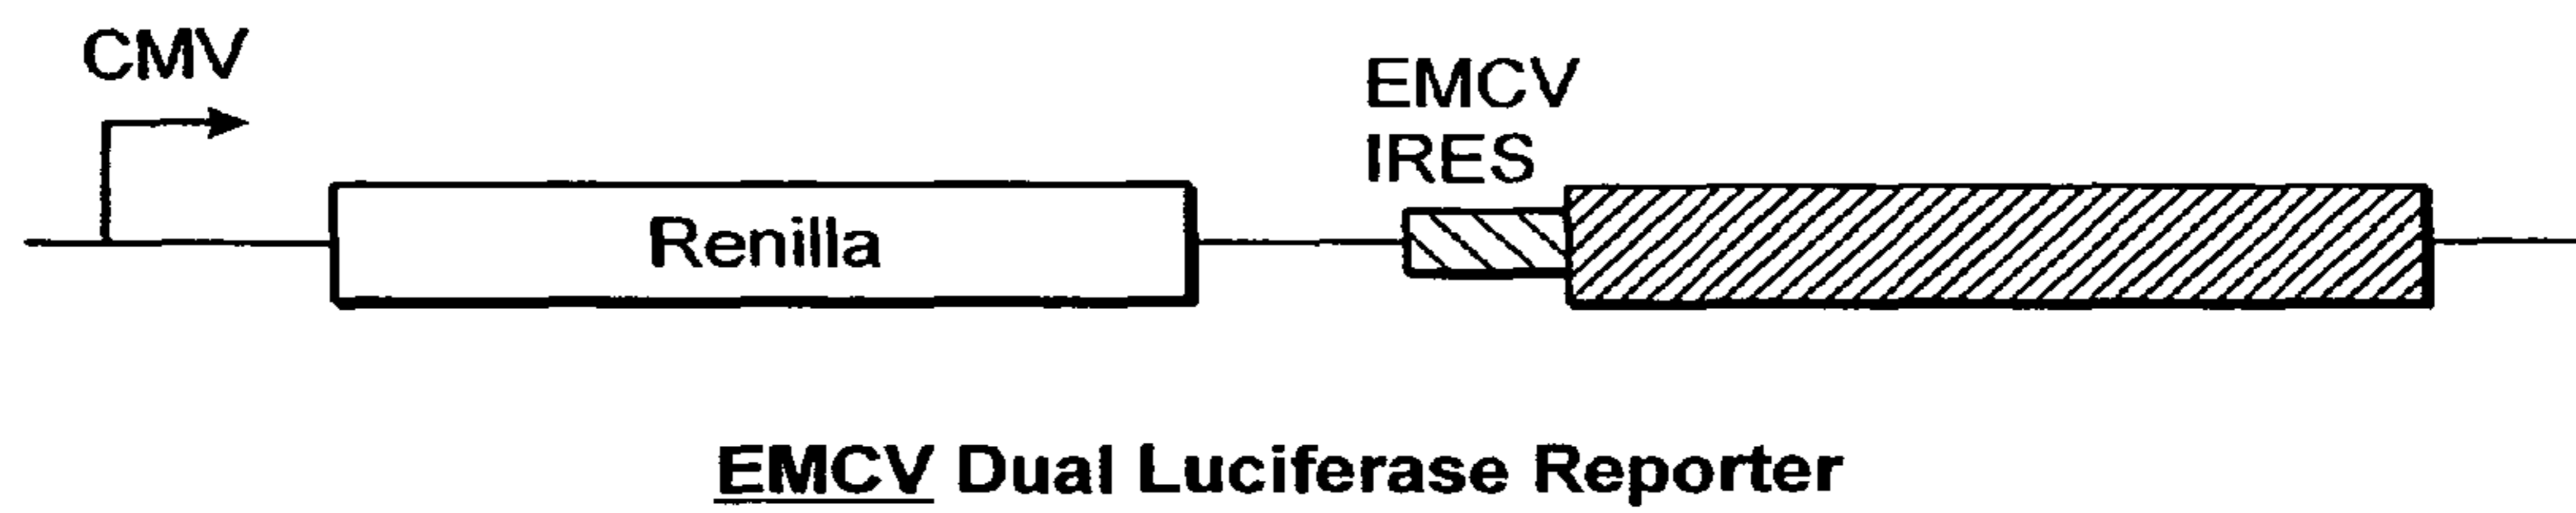 CMV
EMCV
IRES
Renilla
EMCV Dual Luciferase Reporter